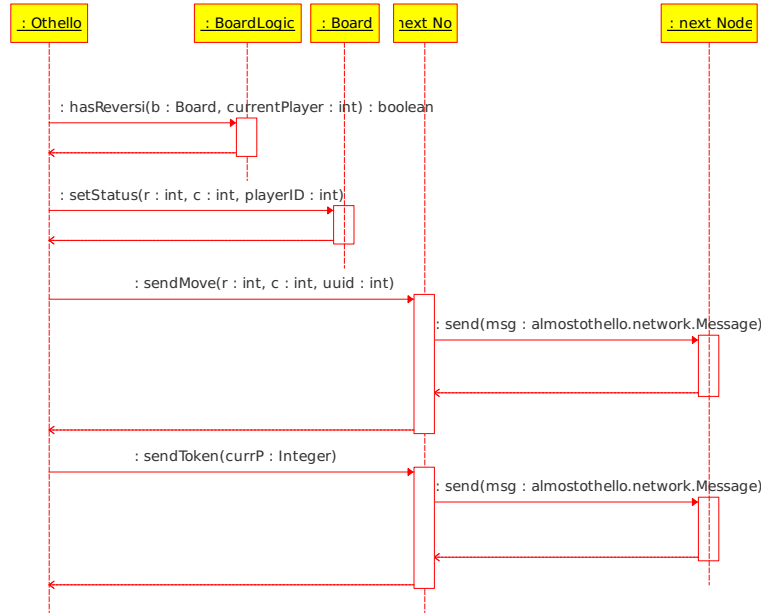 : Othello
: BoardLogic
: Board
next No
: next Node
: hasReversi(b : Board, currentPlayer : int) : boolean
: setStatus(r : int, c : int, playerID : int)
: sendMove(r : int, c : int, uuid : int)
: send(msg : almostothello.network.Message)
: sendToken(currP : Integer)
: send(msg : almostothello.network.Message)